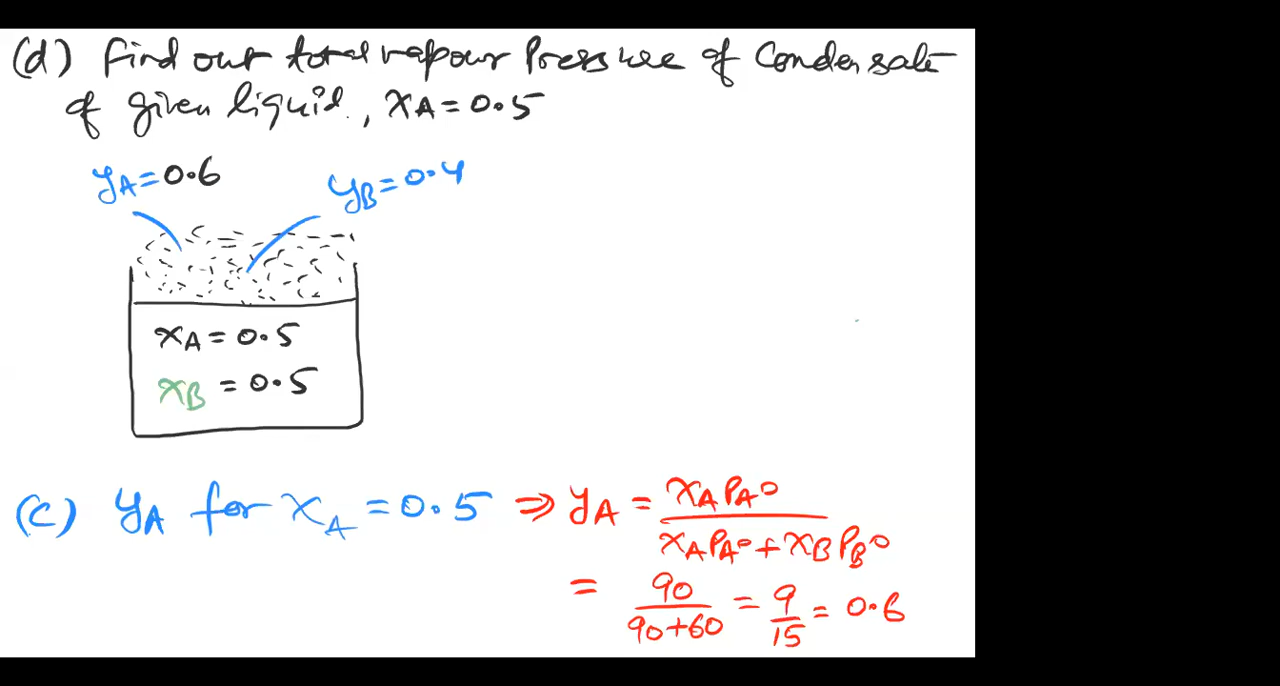 (d) Find out total vapour Pressure of Condensate
of given liquid., xA = 0.5
yA = 0.6 yB = 0.4
xA = 0.5
xB = 0.5
(c) yA for xA = 0.5 ⇒ yA = xAPA° / xAPA° + xBPB°
= 90 / 90+60 = 9 / 15 = 0.6